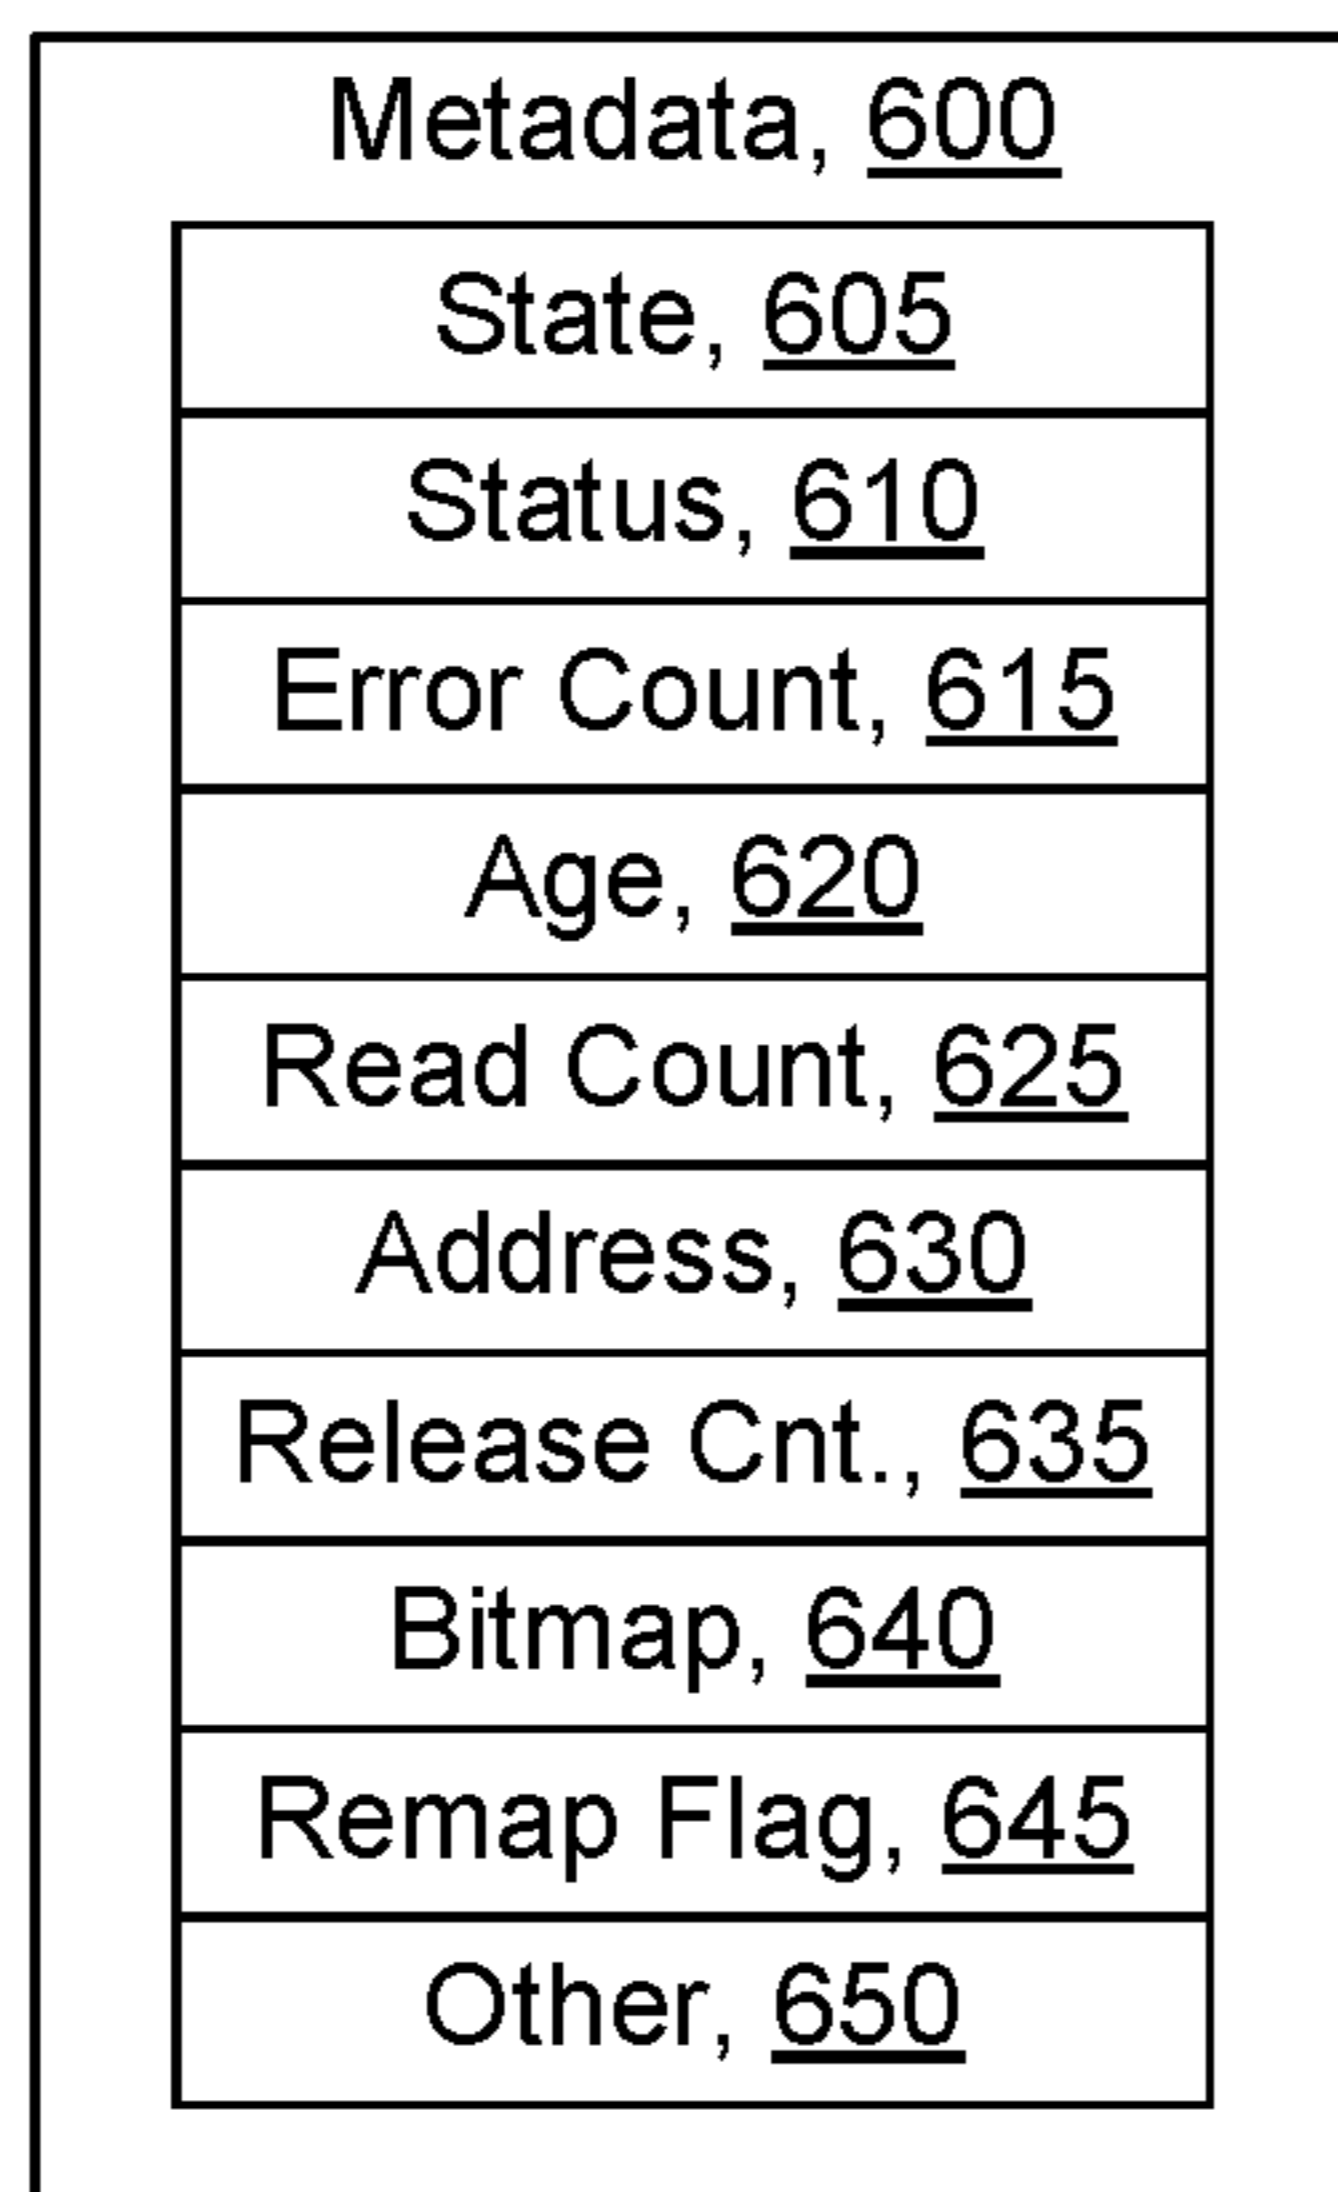 Metadata, 600
State, 605
Status, 610
Error Count, 615
Age, 620
Read Count, 625
Address, 630
Release Cnt., 635
Bitmap, 640
Remap Flag, 645
Other, 650